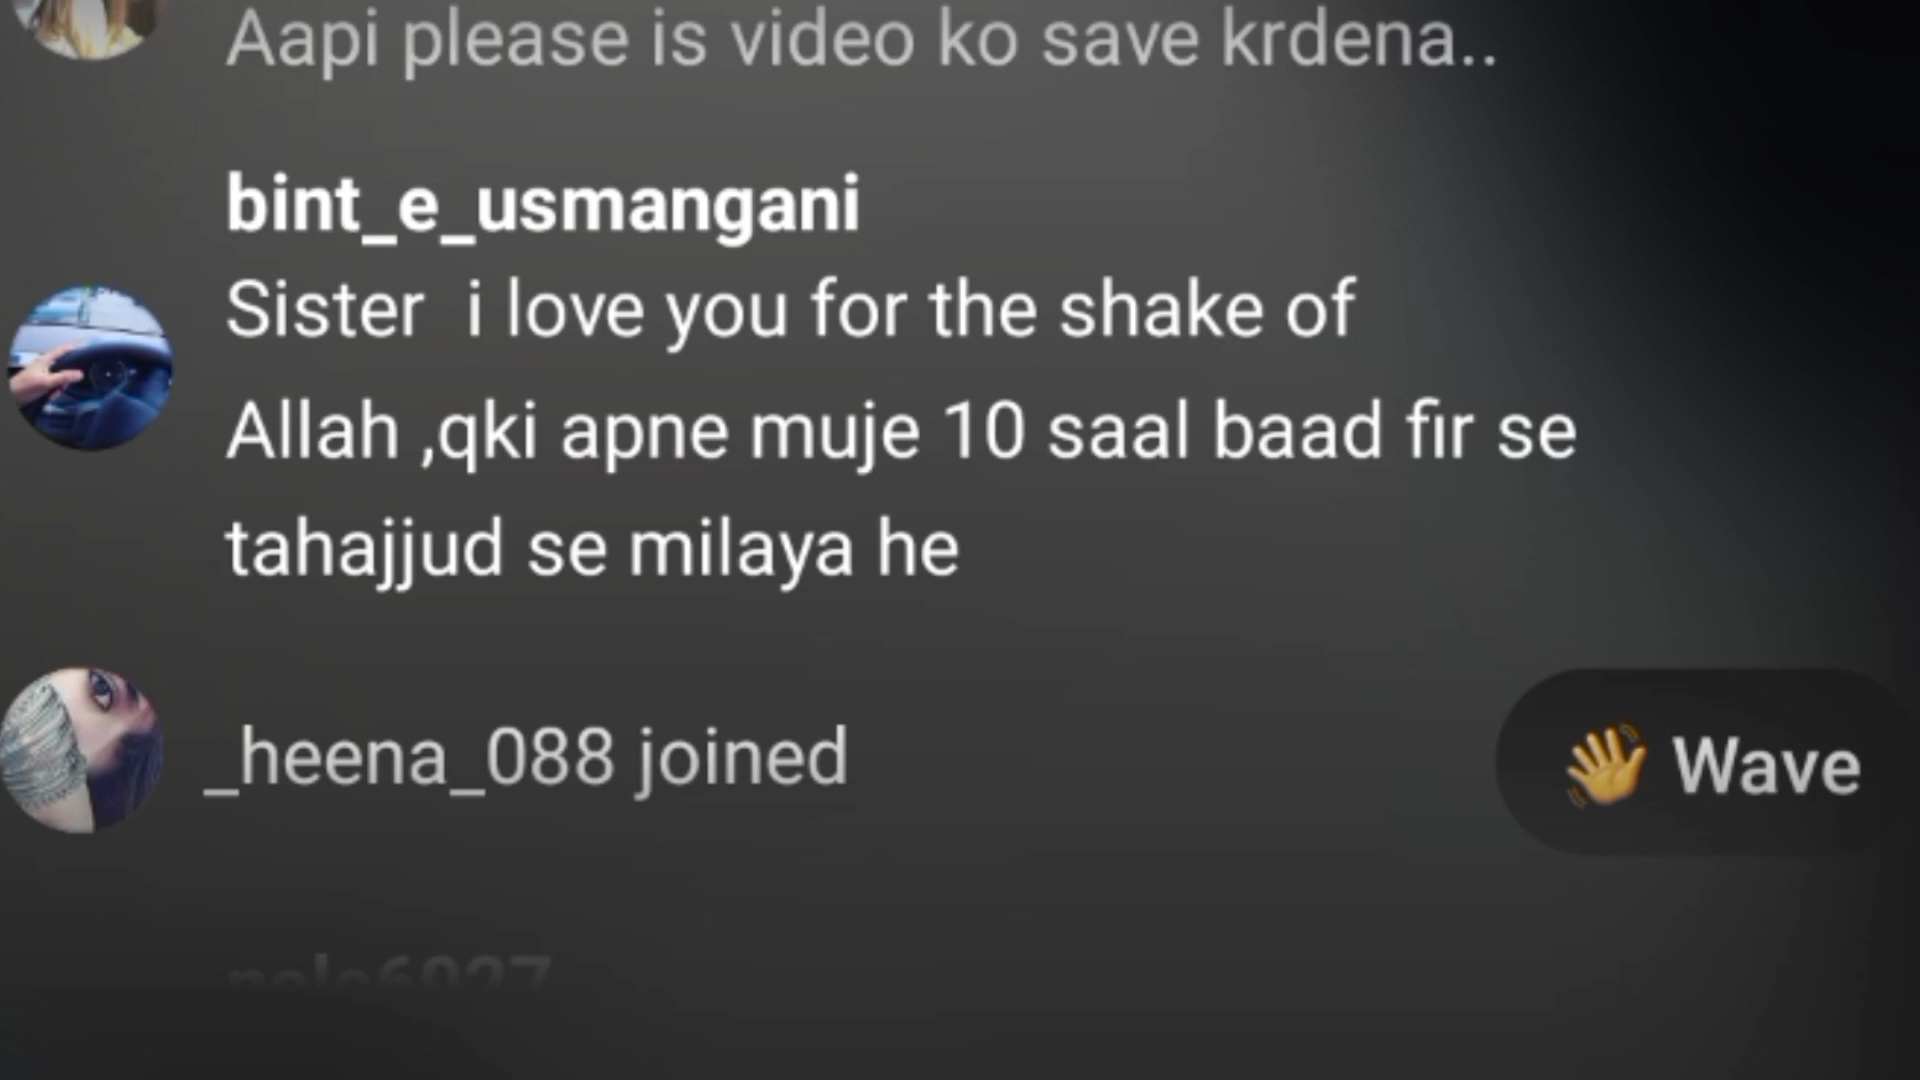 Aapi please is video ko save krdena..
bint_e_usmangani
Sister i love you for the shake of
Allah ,qki apne muje 10 saal baad fir se
tahajjud se milaya he
_heena_088 joined
👋 Wave